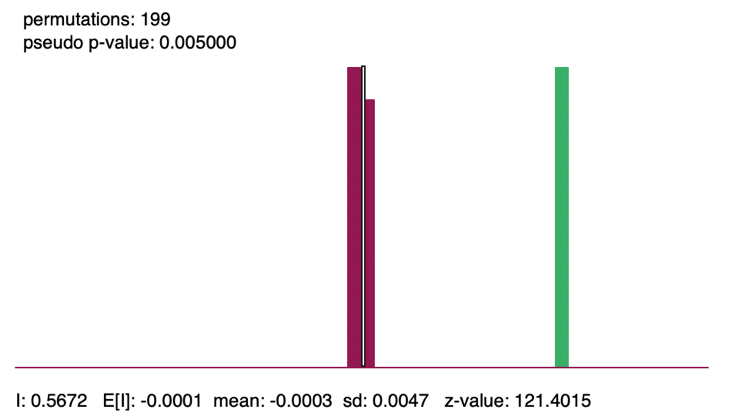 permutations: 199
pseudo p-value: 0.005000
I: 0.5672 E[I]: -0.0001 mean: -0.0003 sd: 0.0047 z-value: 121.4015